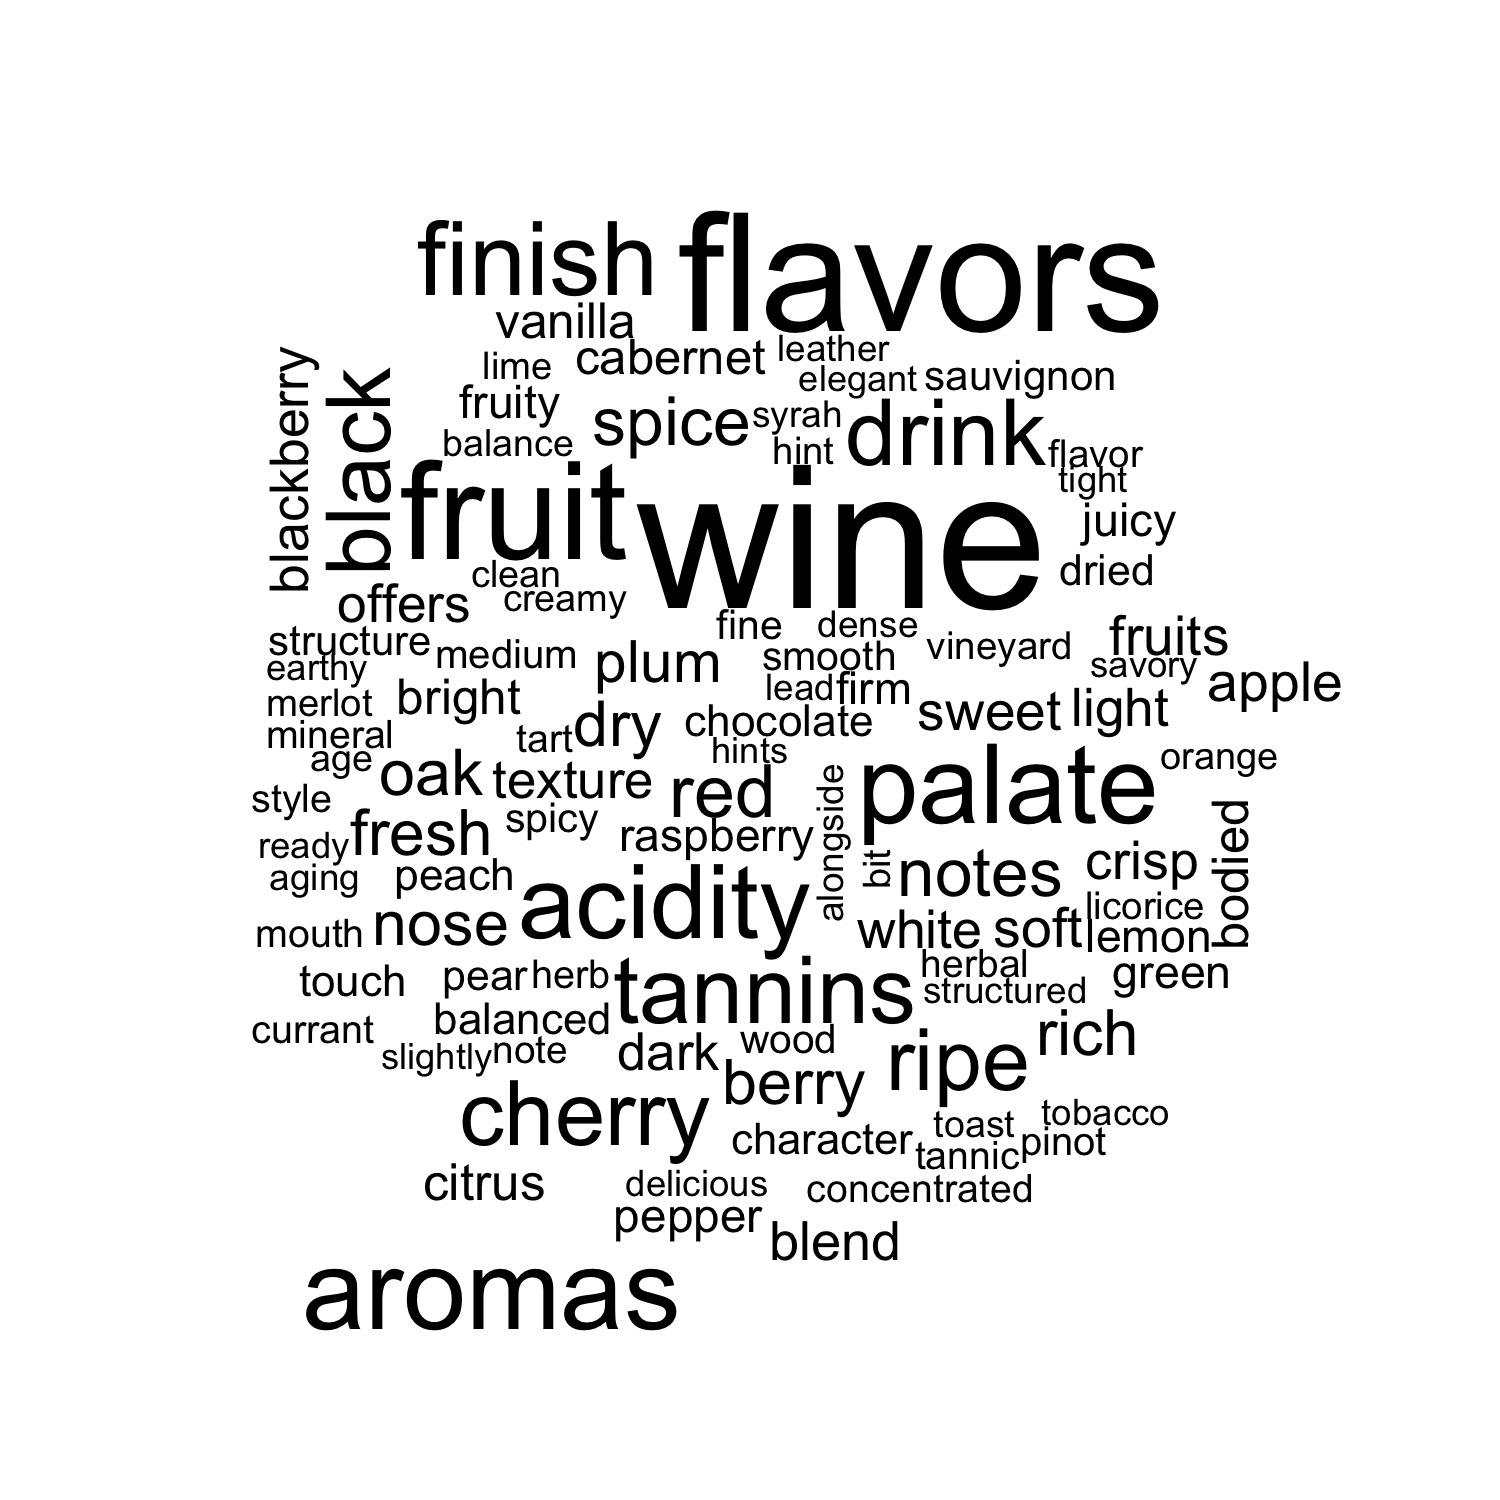 finish flavors
vanilla
lime cabernet leather
elegant sauvignon
blackberry black
fruity spice syrah drink
balance hint flavor
tight
fruit wine juicy
clean dried
offers creamy
fine dense fruits
structure medium plum smooth vineyard
earthy savory
merlot bright lead firm sweet light apple
mineral tart dry chocolate
age hints orange
oak texture red palate
style
ready fresh spicy raspberry alongside bit bodied
aging peach acidity notes crisp
mouth nose white soft licorice
lemon
touch pear herb tannins herbal green
structured
currant balanced
slightly note dark wood ripe rich
berry
cherry character toast tobacco
tannic pinot
citrus delicious concentrated
pepper blend
aromas